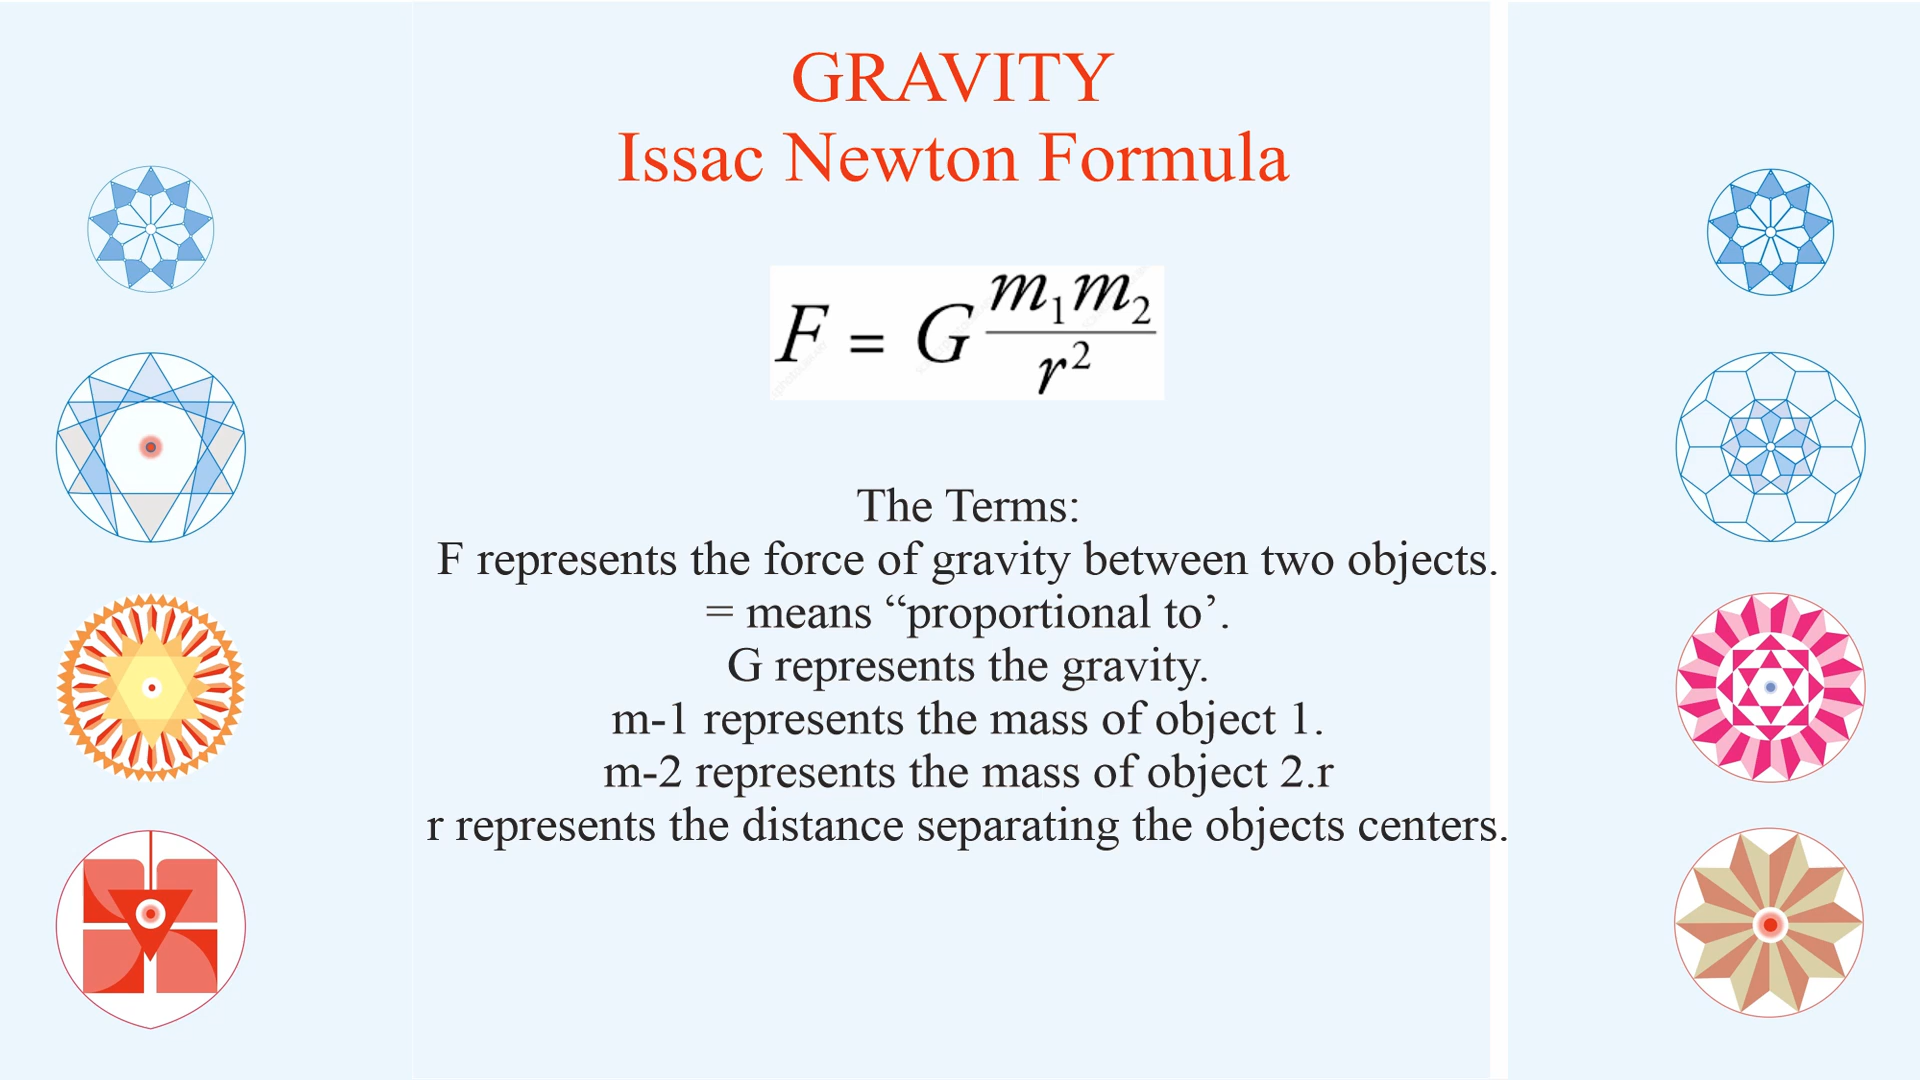 GRAVITY
Issac Newton Formula
F = G m₁m₂ / r²
The Terms:
F represents the force of gravity between two objects.
= means “proportional to’.
G represents the gravity.
m-1 represents the mass of object 1.
m-2 represents the mass of object 2.r
r represents the distance separating the objects centers.